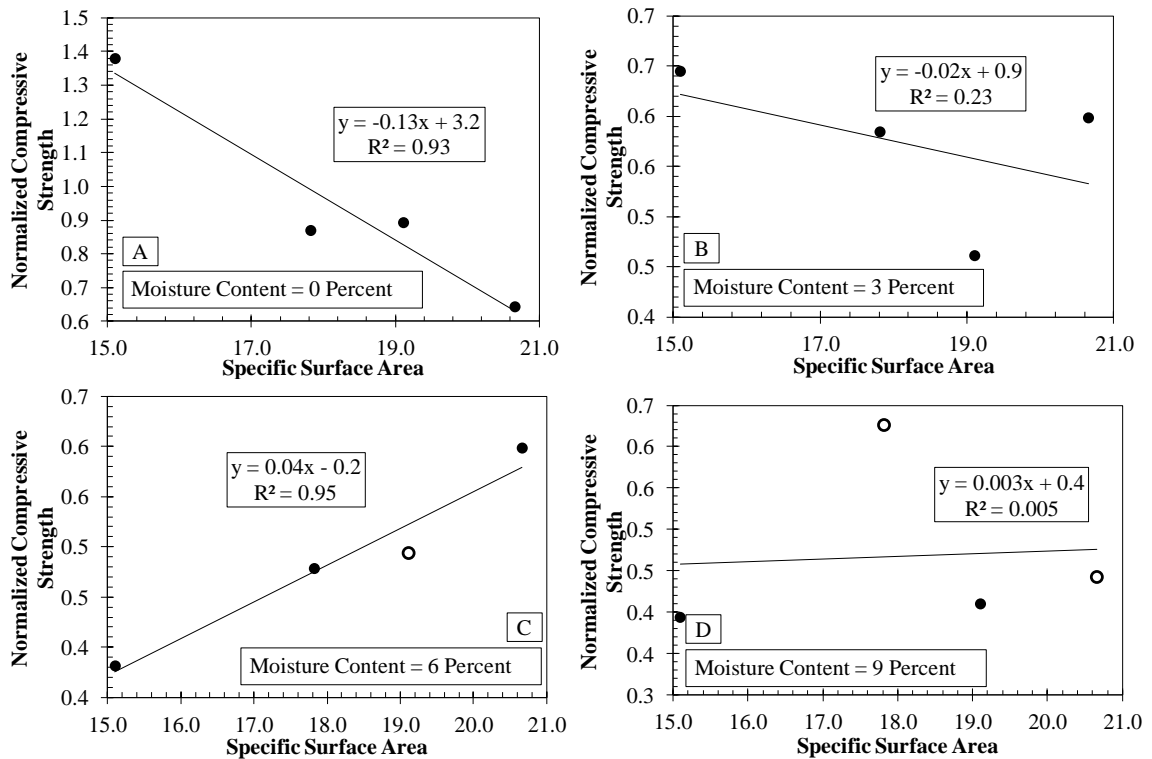 Normalized Compressive
Strength
1.5
1.4
1.3
1.2
1.1
1.0
0.9
0.8
0.7
0.6
y = -0.13x + 3.2
R² = 0.93
A
Moisture Content = 0 Percent
15.0 17.0 19.0 21.0
Specific Surface Area
Normalized Compressive
Strength
0.7
0.7
0.6
0.6
0.5
0.5
0.4
y = -0.02x + 0.9
R² = 0.23
B
Moisture Content = 3 Percent
15.0 17.0 19.0 21.0
Specific Surface Area
Normalized Compressive
Strength
0.7
0.6
0.6
0.5
0.5
0.4
0.4
y = 0.04x - 0.2
R² = 0.95
C
Moisture Content = 6 Percent
15.0 16.0 17.0 18.0 19.0 20.0 21.0
Specific Surface Area
Normalized Compressive
Strength
0.7
0.6
0.6
0.5
0.5
0.4
0.4
0.3
y = 0.003x + 0.4
R² = 0.005
D
Moisture Content = 9 Percent
15.0 16.0 17.0 18.0 19.0 20.0 21.0
Specific Surface Area